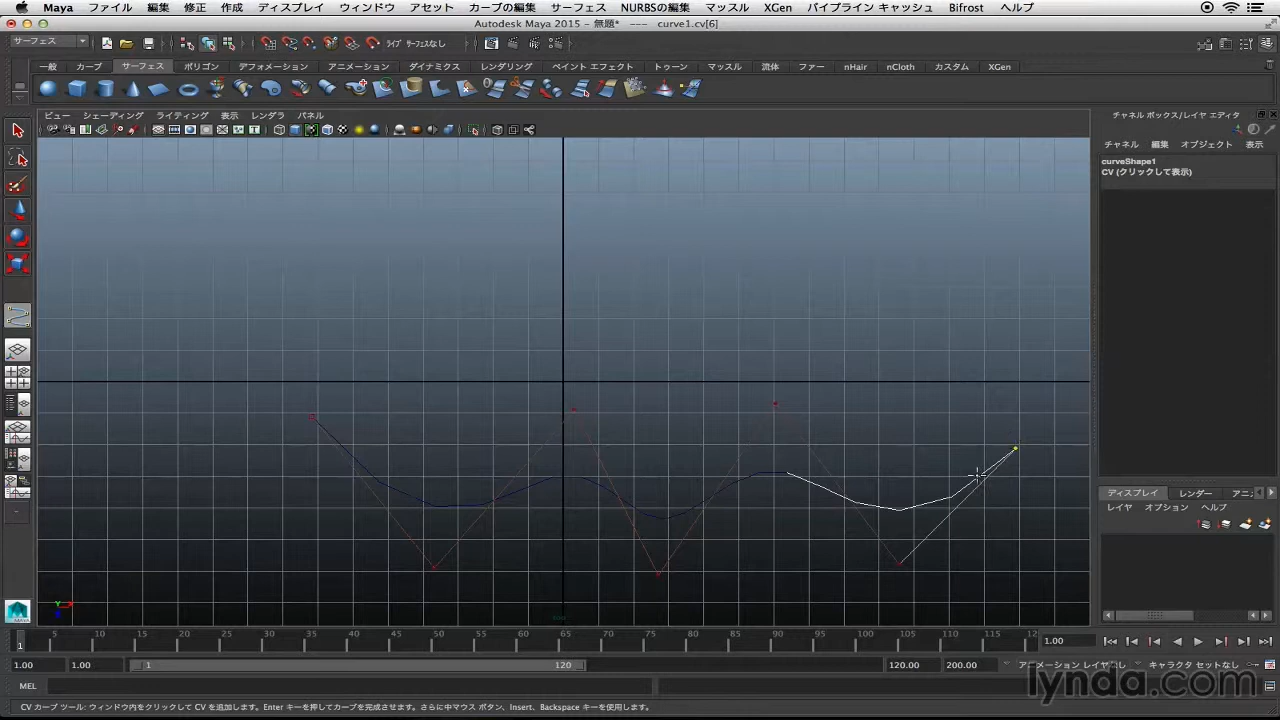 Maya ファイル 編集 修正 作成 ディスプレイ ウィンドウ アセット カーブの編集 サーフェス NURBSの編集 マッスル XGen パイプライン キャッシュ Bifrost ヘルプ
Autodesk Maya 2015 - 無題* --- curve1.cv[6]
サーフェス ライブ サーフェスなし
一般 カーブ サーフェス ポリゴン デフォメーション アニメーション ダイナミクス レンダリング ペイント エフェクト トゥーン マッスル 流体 ファー nHair nCloth カスタム XGen
ビュー シェーディング ライティング 表示 レンダラ パネル
チャネル ボックス/レイヤ エディタ
チャネル 編集 オブジェクト 表示
curveShape1
CV (クリックして表示)
ディスプレイ レンダー アニ
レイヤ オプション ヘルプ
5 10 15 20 25 30 35 40 45 50 55 60 65 70 75 80 85 90 95 100 105 110 115 12
1 1.00
1.00 1.00 1 120 120.00 200.00 アニメーション レイヤなし キャラクタ セットなし
MEL
lynda.com
CV カーブ ツール: ウィンドウ内をクリックして CV を追加します。Enter キーを押してカーブを完成させます。さらに中マウス ボタン、Insert、Backspace キーを使用します。